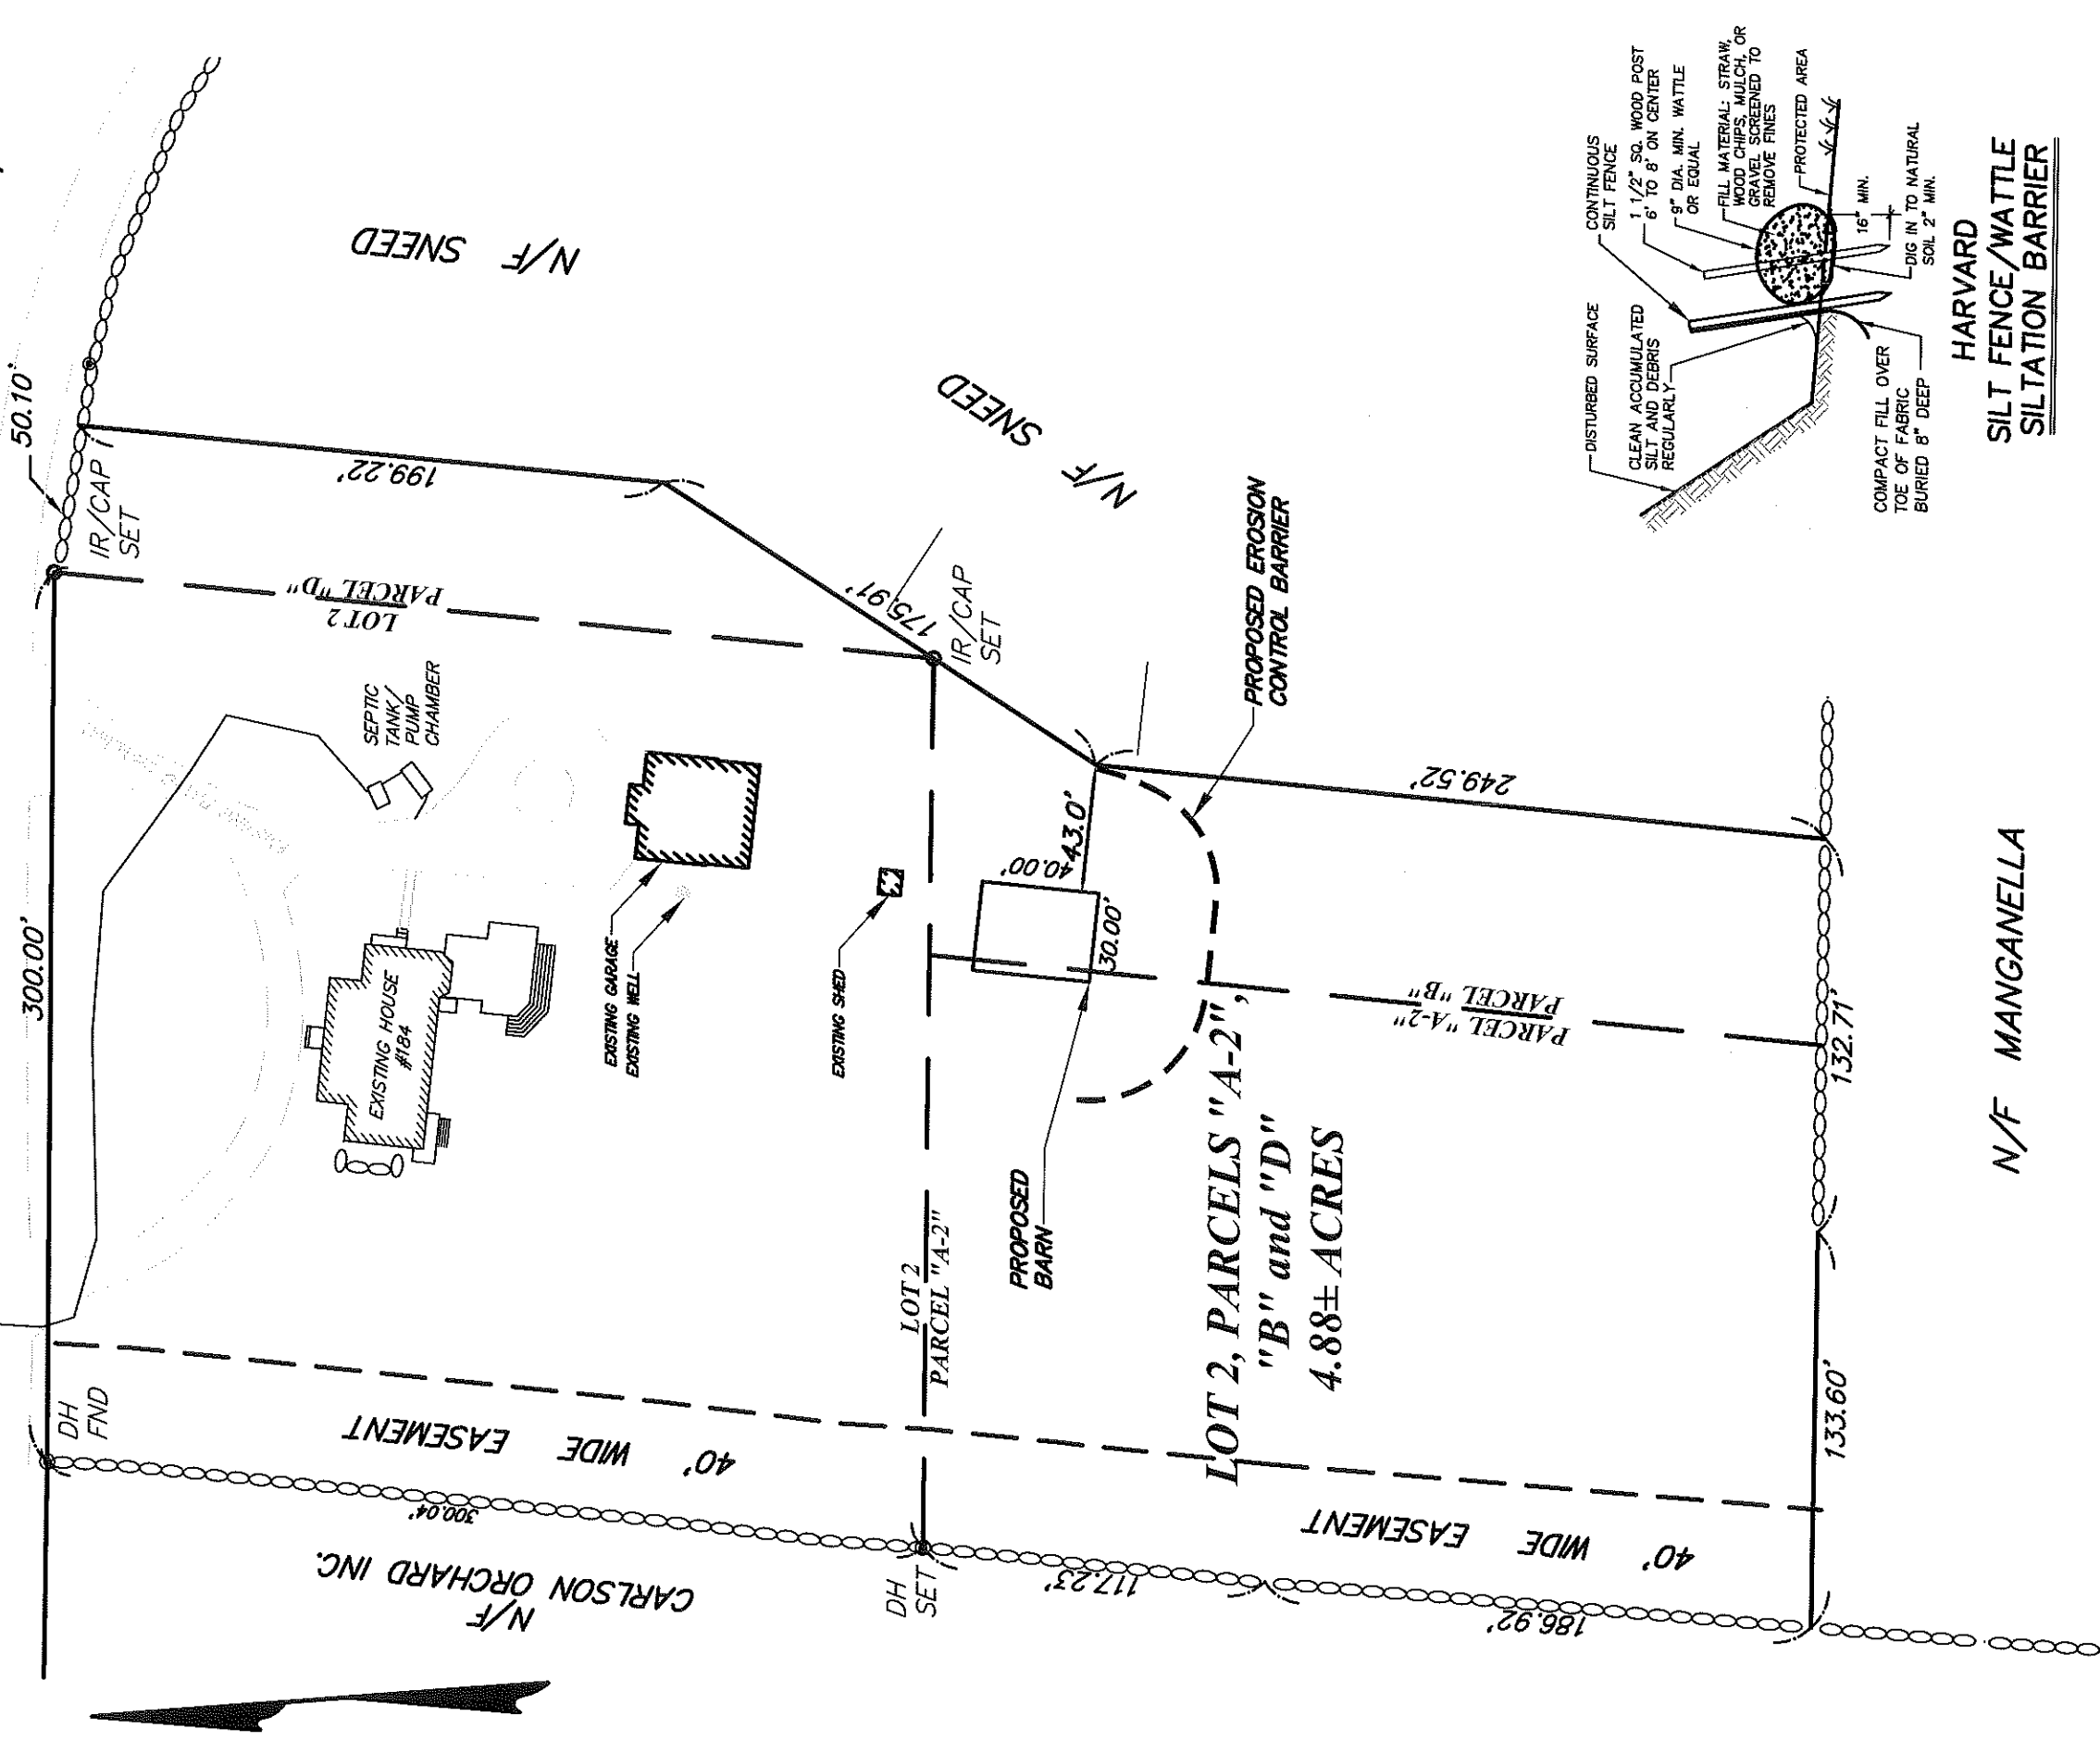 50.10'
300.00'
IR/CAP
SET
199.22'
N/F SNEED
N/F SNEED
LOT 2
PARCEL "D"
175.91'
IR/CAP
SET
SEPTIC
TANK/
PUMP
CHAMBER
EXISTING HOUSE
#184
EXISTING GARAGE
EXISTING WELL
EXISTING SHED
DH
FND
40' WIDE EASEMENT
300.04'
N/F
CARLSON ORCHARD INC.
DH
SET
LOT 2
PARCEL "A-2"
43.0'
40.00'
30.00'
PROPOSED
BARN
PROPOSED EROSION
CONTROL BARRIER
249.52'
PARCEL "A-2"
PARCEL "B"
LOT 2, PARCELS "A-2",
"B" and "D"
4.88± ACRES
40' WIDE EASEMENT
117.23'
186.92'
133.60'
132.71'
N/F MANGANELLA
DISTURBED SURFACE
CLEAN ACCUMULATED
SILT AND DEBRIS
REGULARLY
COMPACT FILL OVER
TOE OF FABRIC
BURIED 8" DEEP
CONTINUOUS
SILT FENCE
1 1/2" SQ. WOOD POST
6' TO 8' ON CENTER
9" DIA. MIN. WATTLE
OR EQUAL
FILL MATERIAL: STRAW,
WOOD CHIPS, MULCH, OR
GRAVEL SCREENED TO
REMOVE FINES
PROTECTED AREA
16" MIN.
DIG IN TO NATURAL
SOIL 2" MIN.
HARVARD
SILT FENCE/WATTLE
SILTATION BARRIER